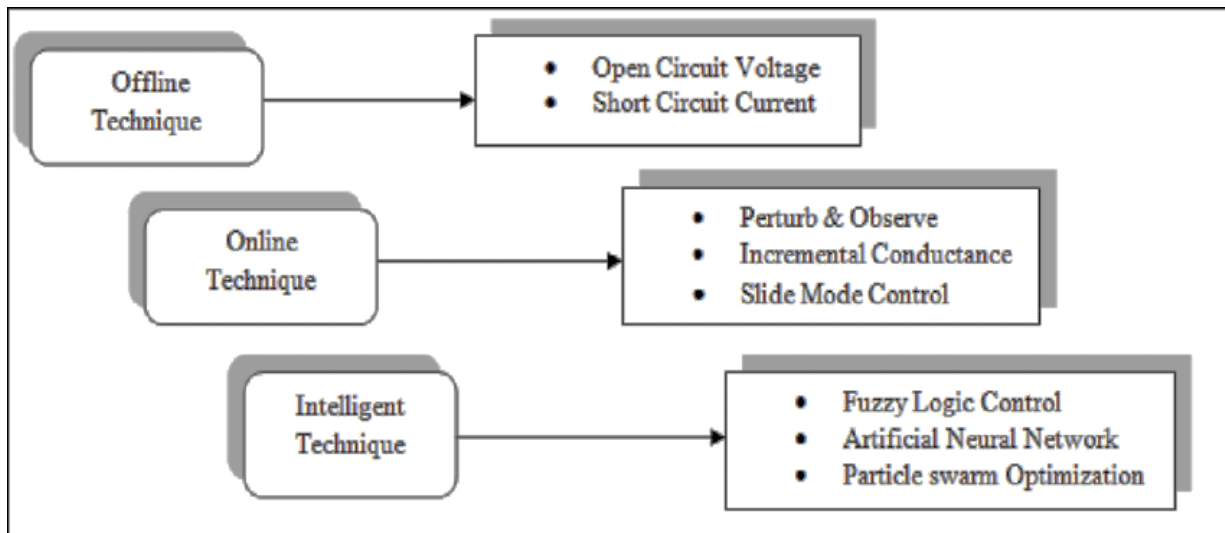 Offline
Technique
• Open Circuit Voltage
• Short Circuit Current
Online
Technique
• Perturb & Observe
• Incremental Conductance
• Slide Mode Control
Intelligent
Technique
• Fuzzy Logic Control
• Artificial Neural Network
• Particle swarm Optimization